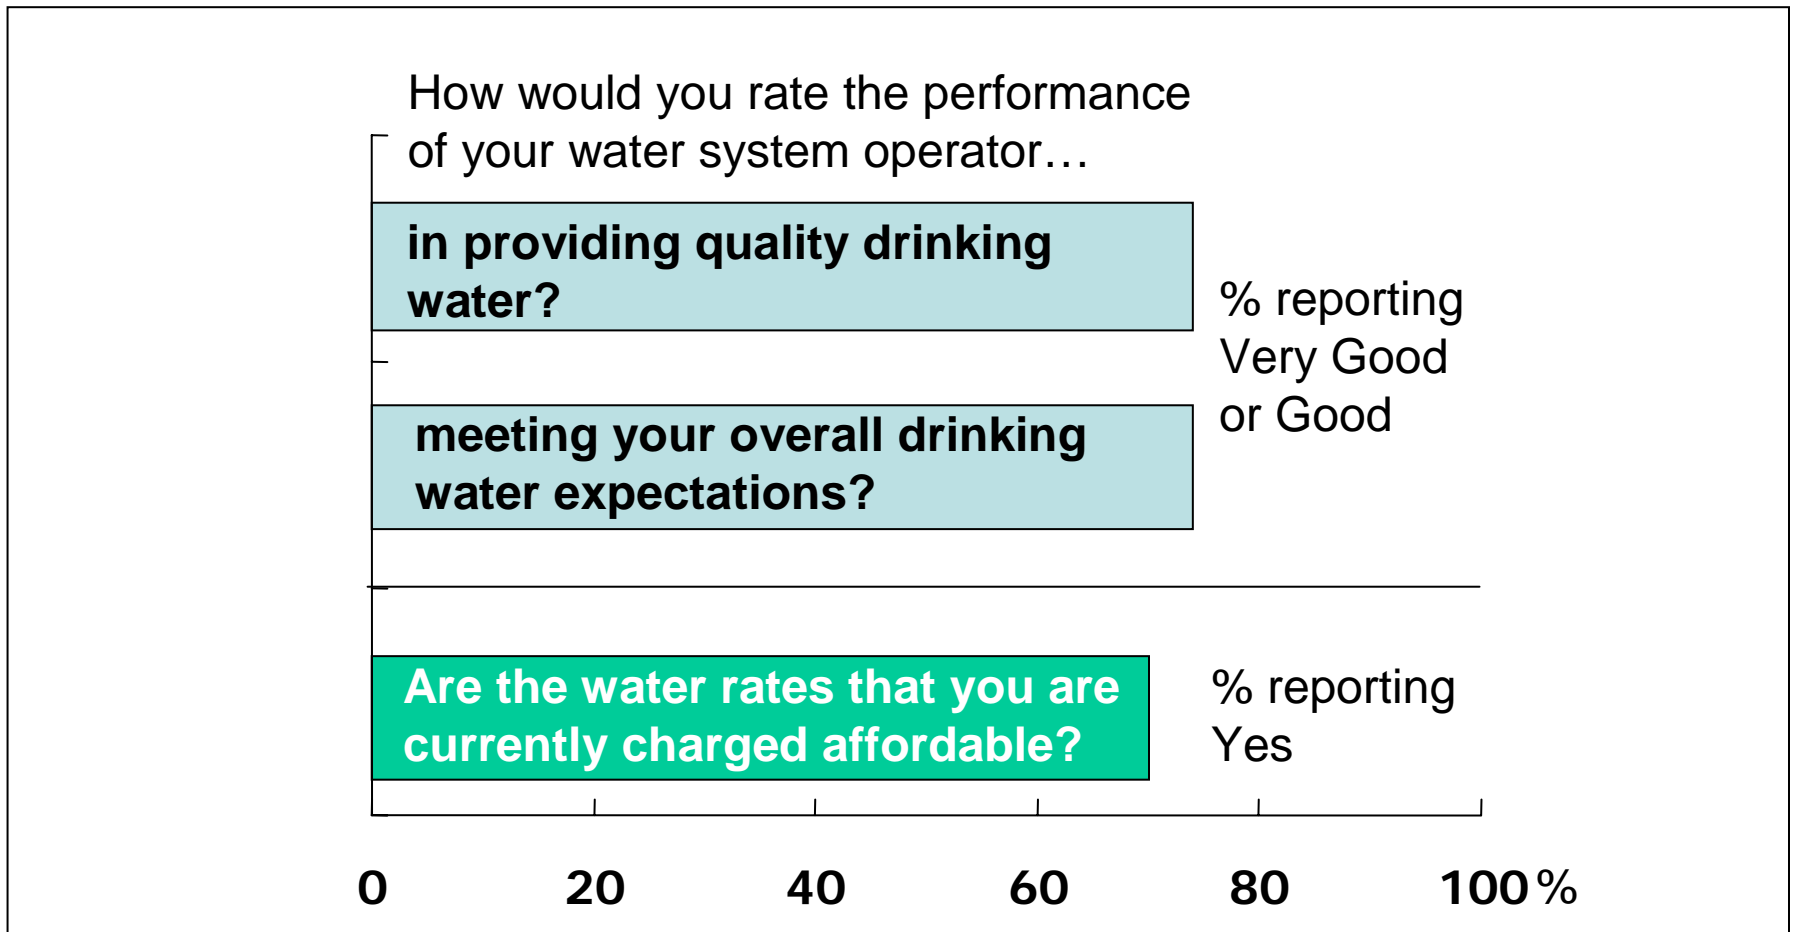 How would you rate the performance
of your water system operator…
in providing quality drinking
water?
% reporting
Very Good
or Good
meeting your overall drinking
water expectations?
Are the water rates that you are
currently charged affordable?
% reporting
Yes
0 20 40 60 80 100 %